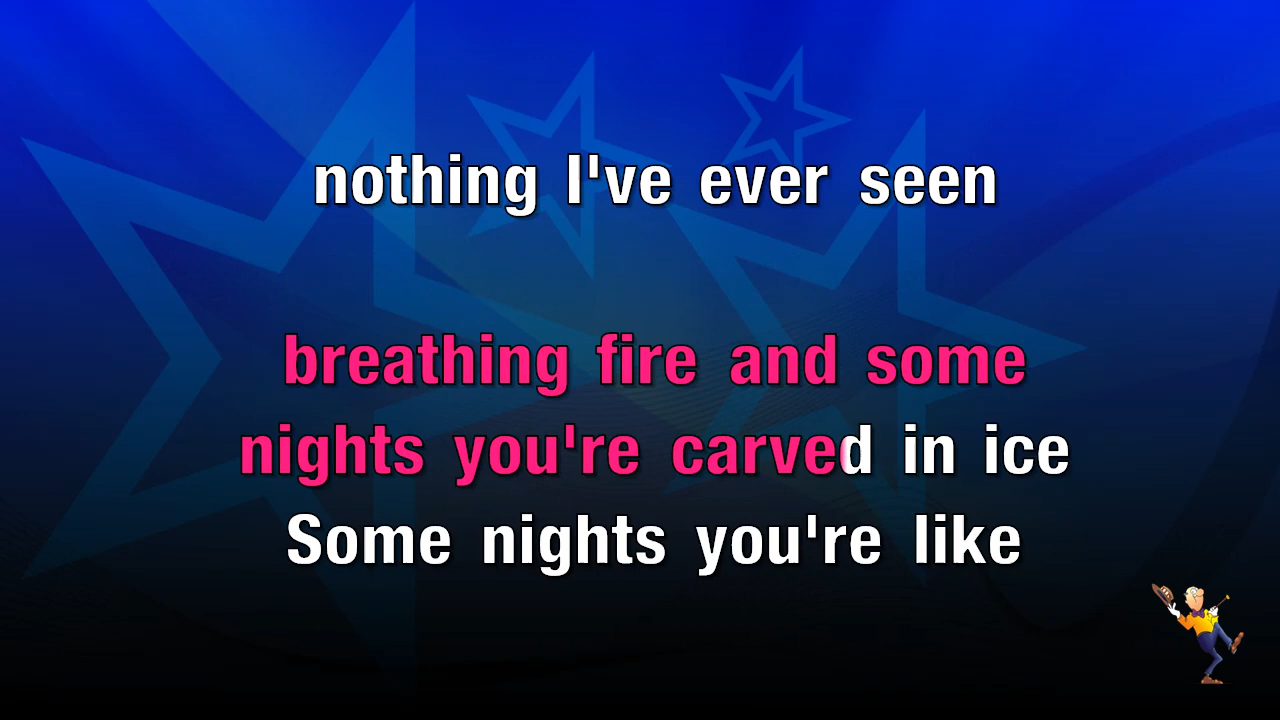 nothing I've ever seen
breathing fire and some
nights you're carved in ice
Some nights you're like